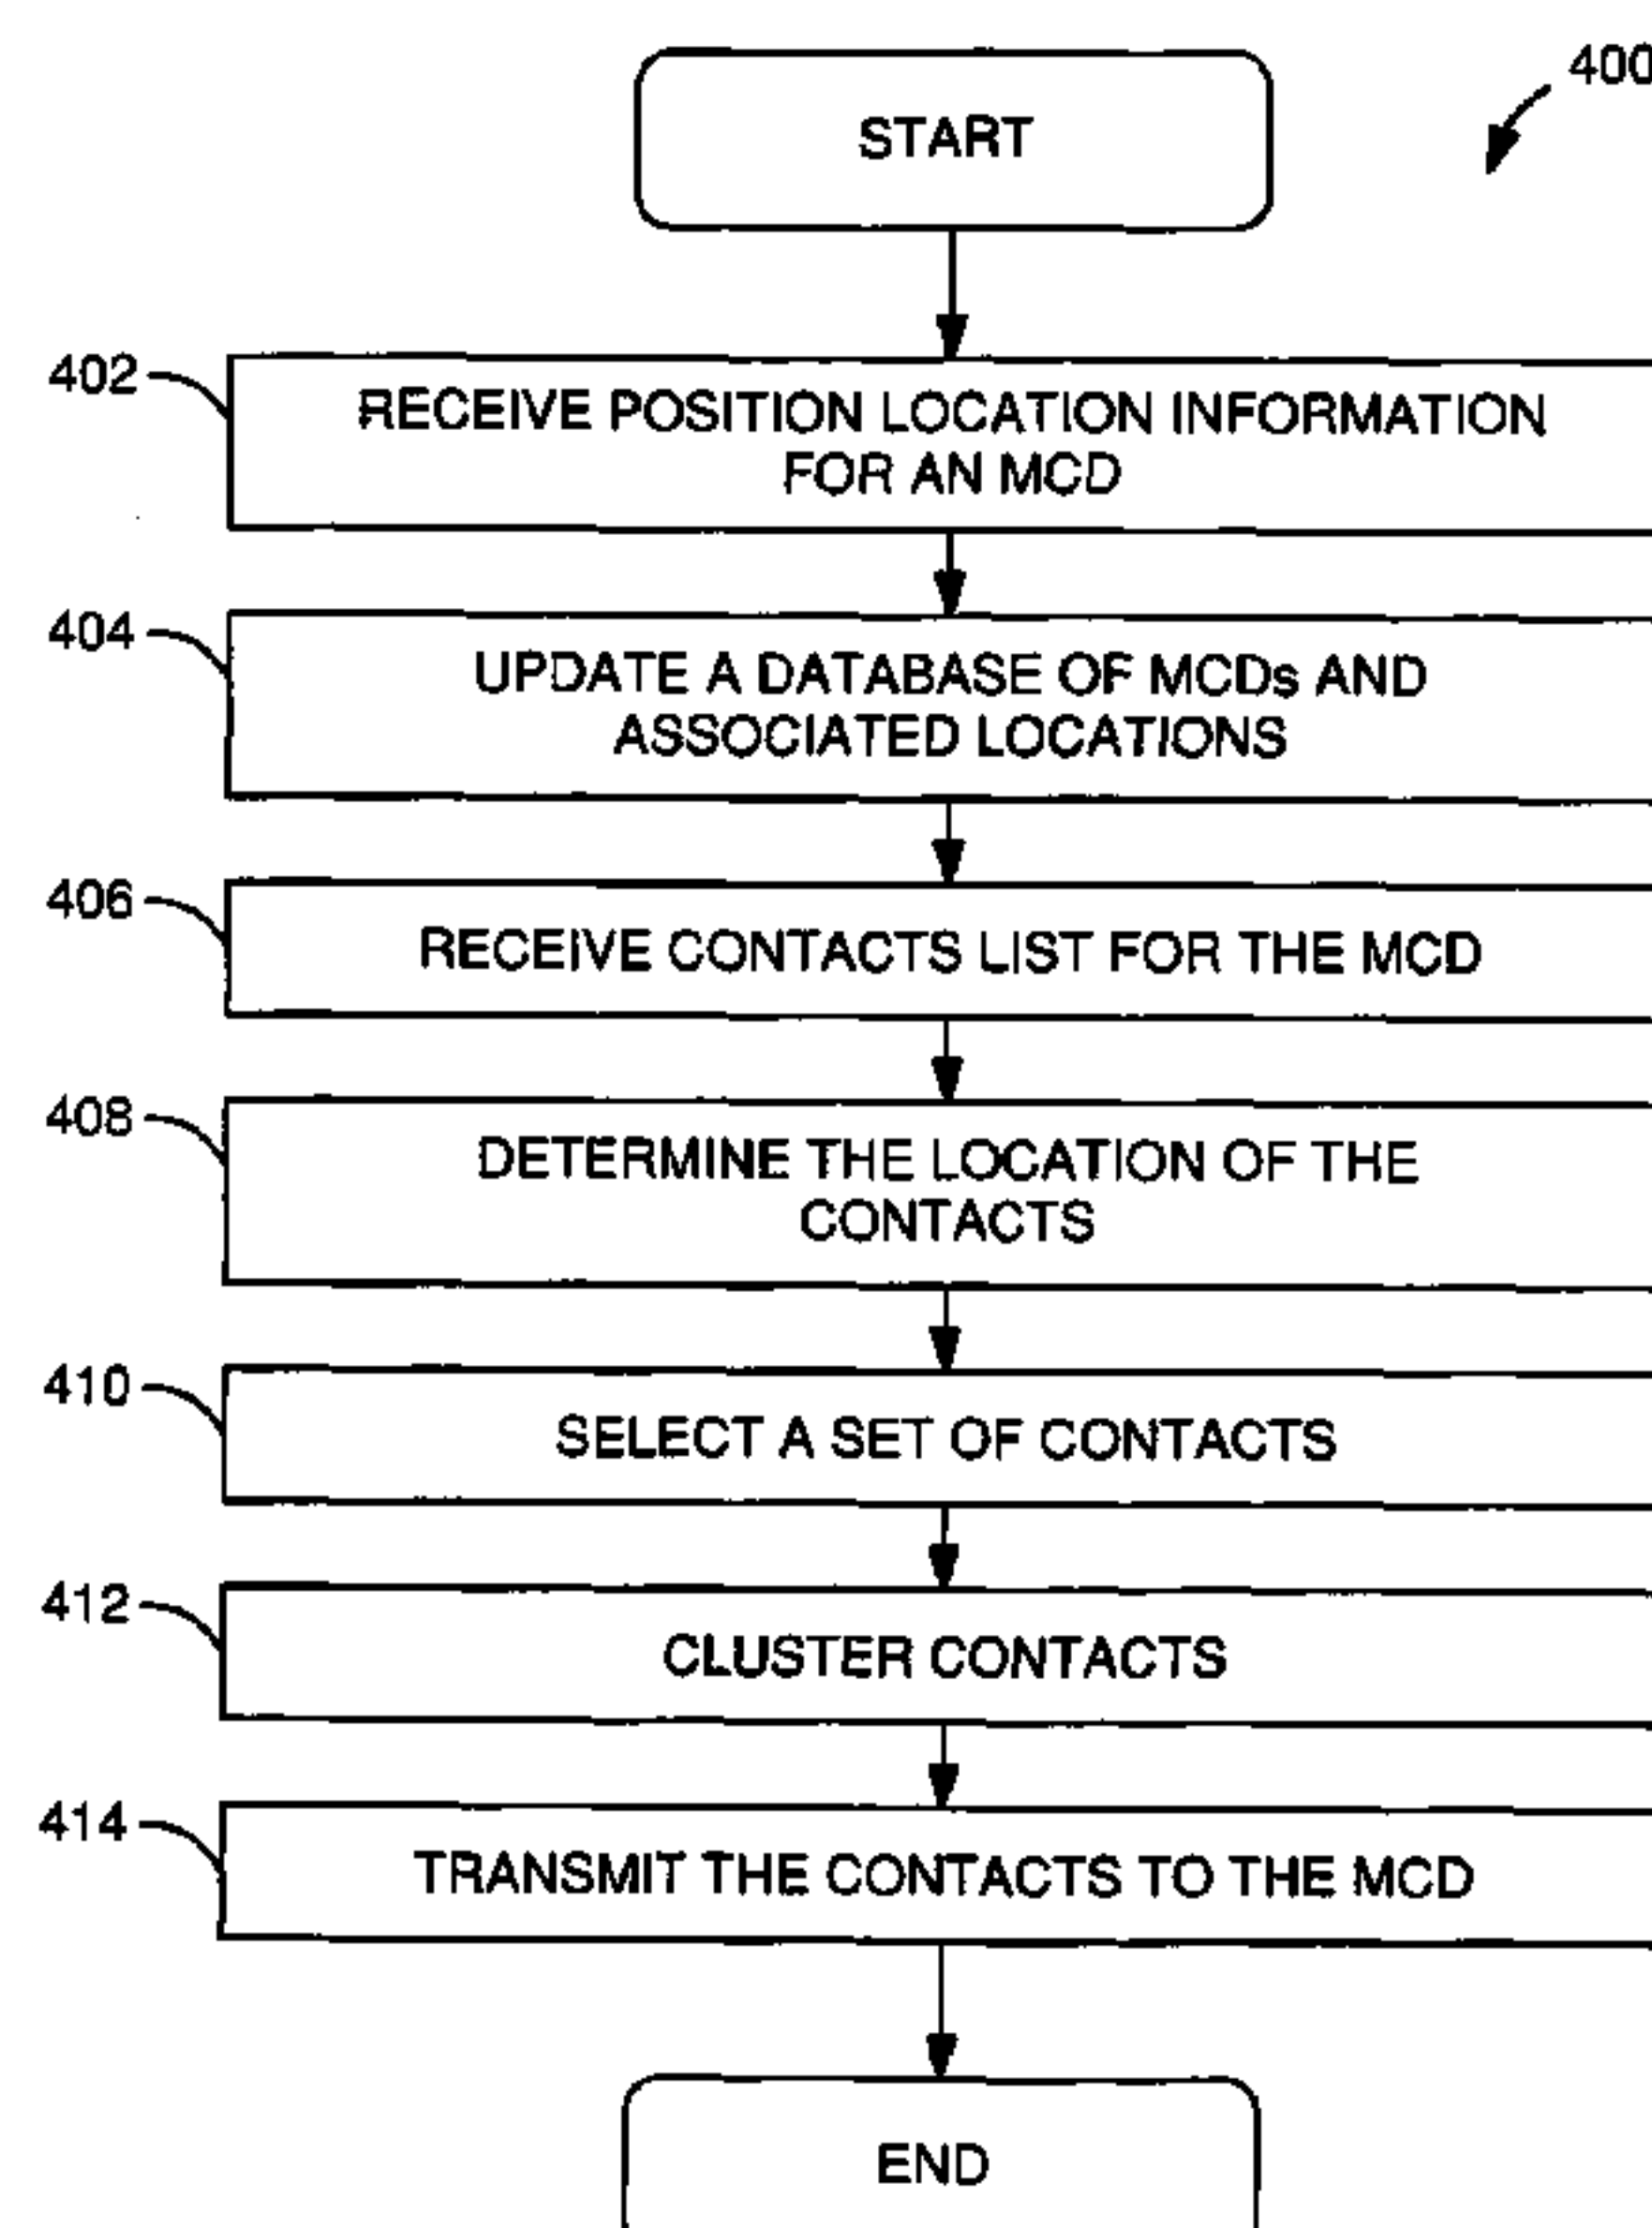 START
400
402
RECEIVE POSITION LOCATION INFORMATION
FOR AN MCD
404
UPDATE A DATABASE OF MCDs AND
ASSOCIATED LOCATIONS
406
RECEIVE CONTACTS LIST FOR THE MCD
408
DETERMINE THE LOCATION OF THE
CONTACTS
410
SELECT A SET OF CONTACTS
412
CLUSTER CONTACTS
414
TRANSMIT THE CONTACTS TO THE MCD
END